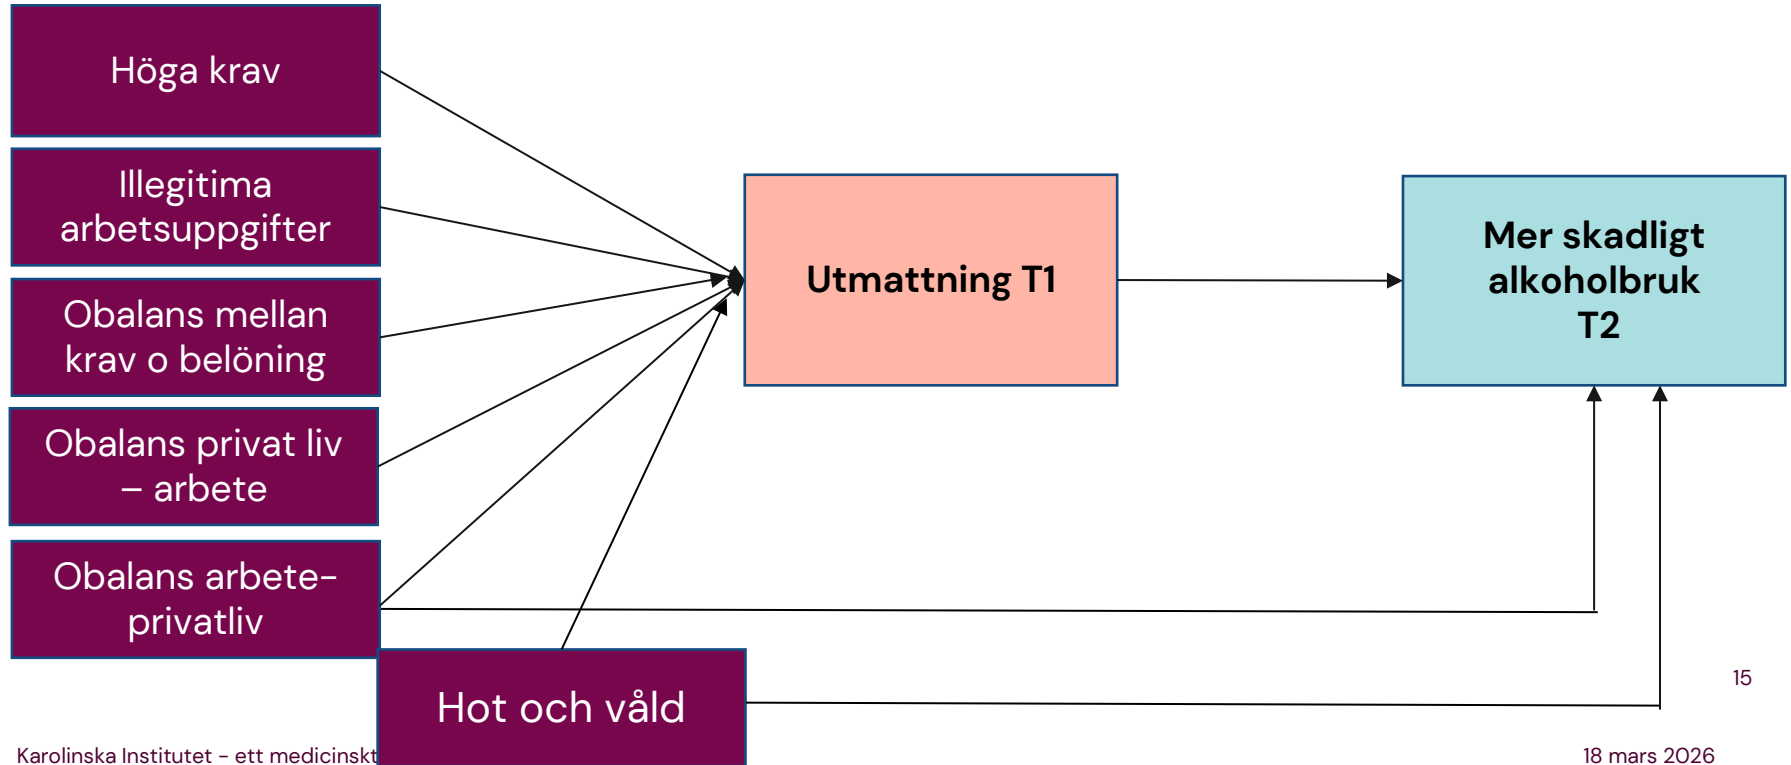 Höga krav
Illegitima
arbetsuppgifter
Obalans mellan
krav o belöning
Obalans privat liv
– arbete
Obalans arbete-
privatliv
Hot och våld
Utmattning T1
Mer skadligt
alkoholbruk
T2
15
Karolinska Institutet - ett medicinskt
18 mars 2026